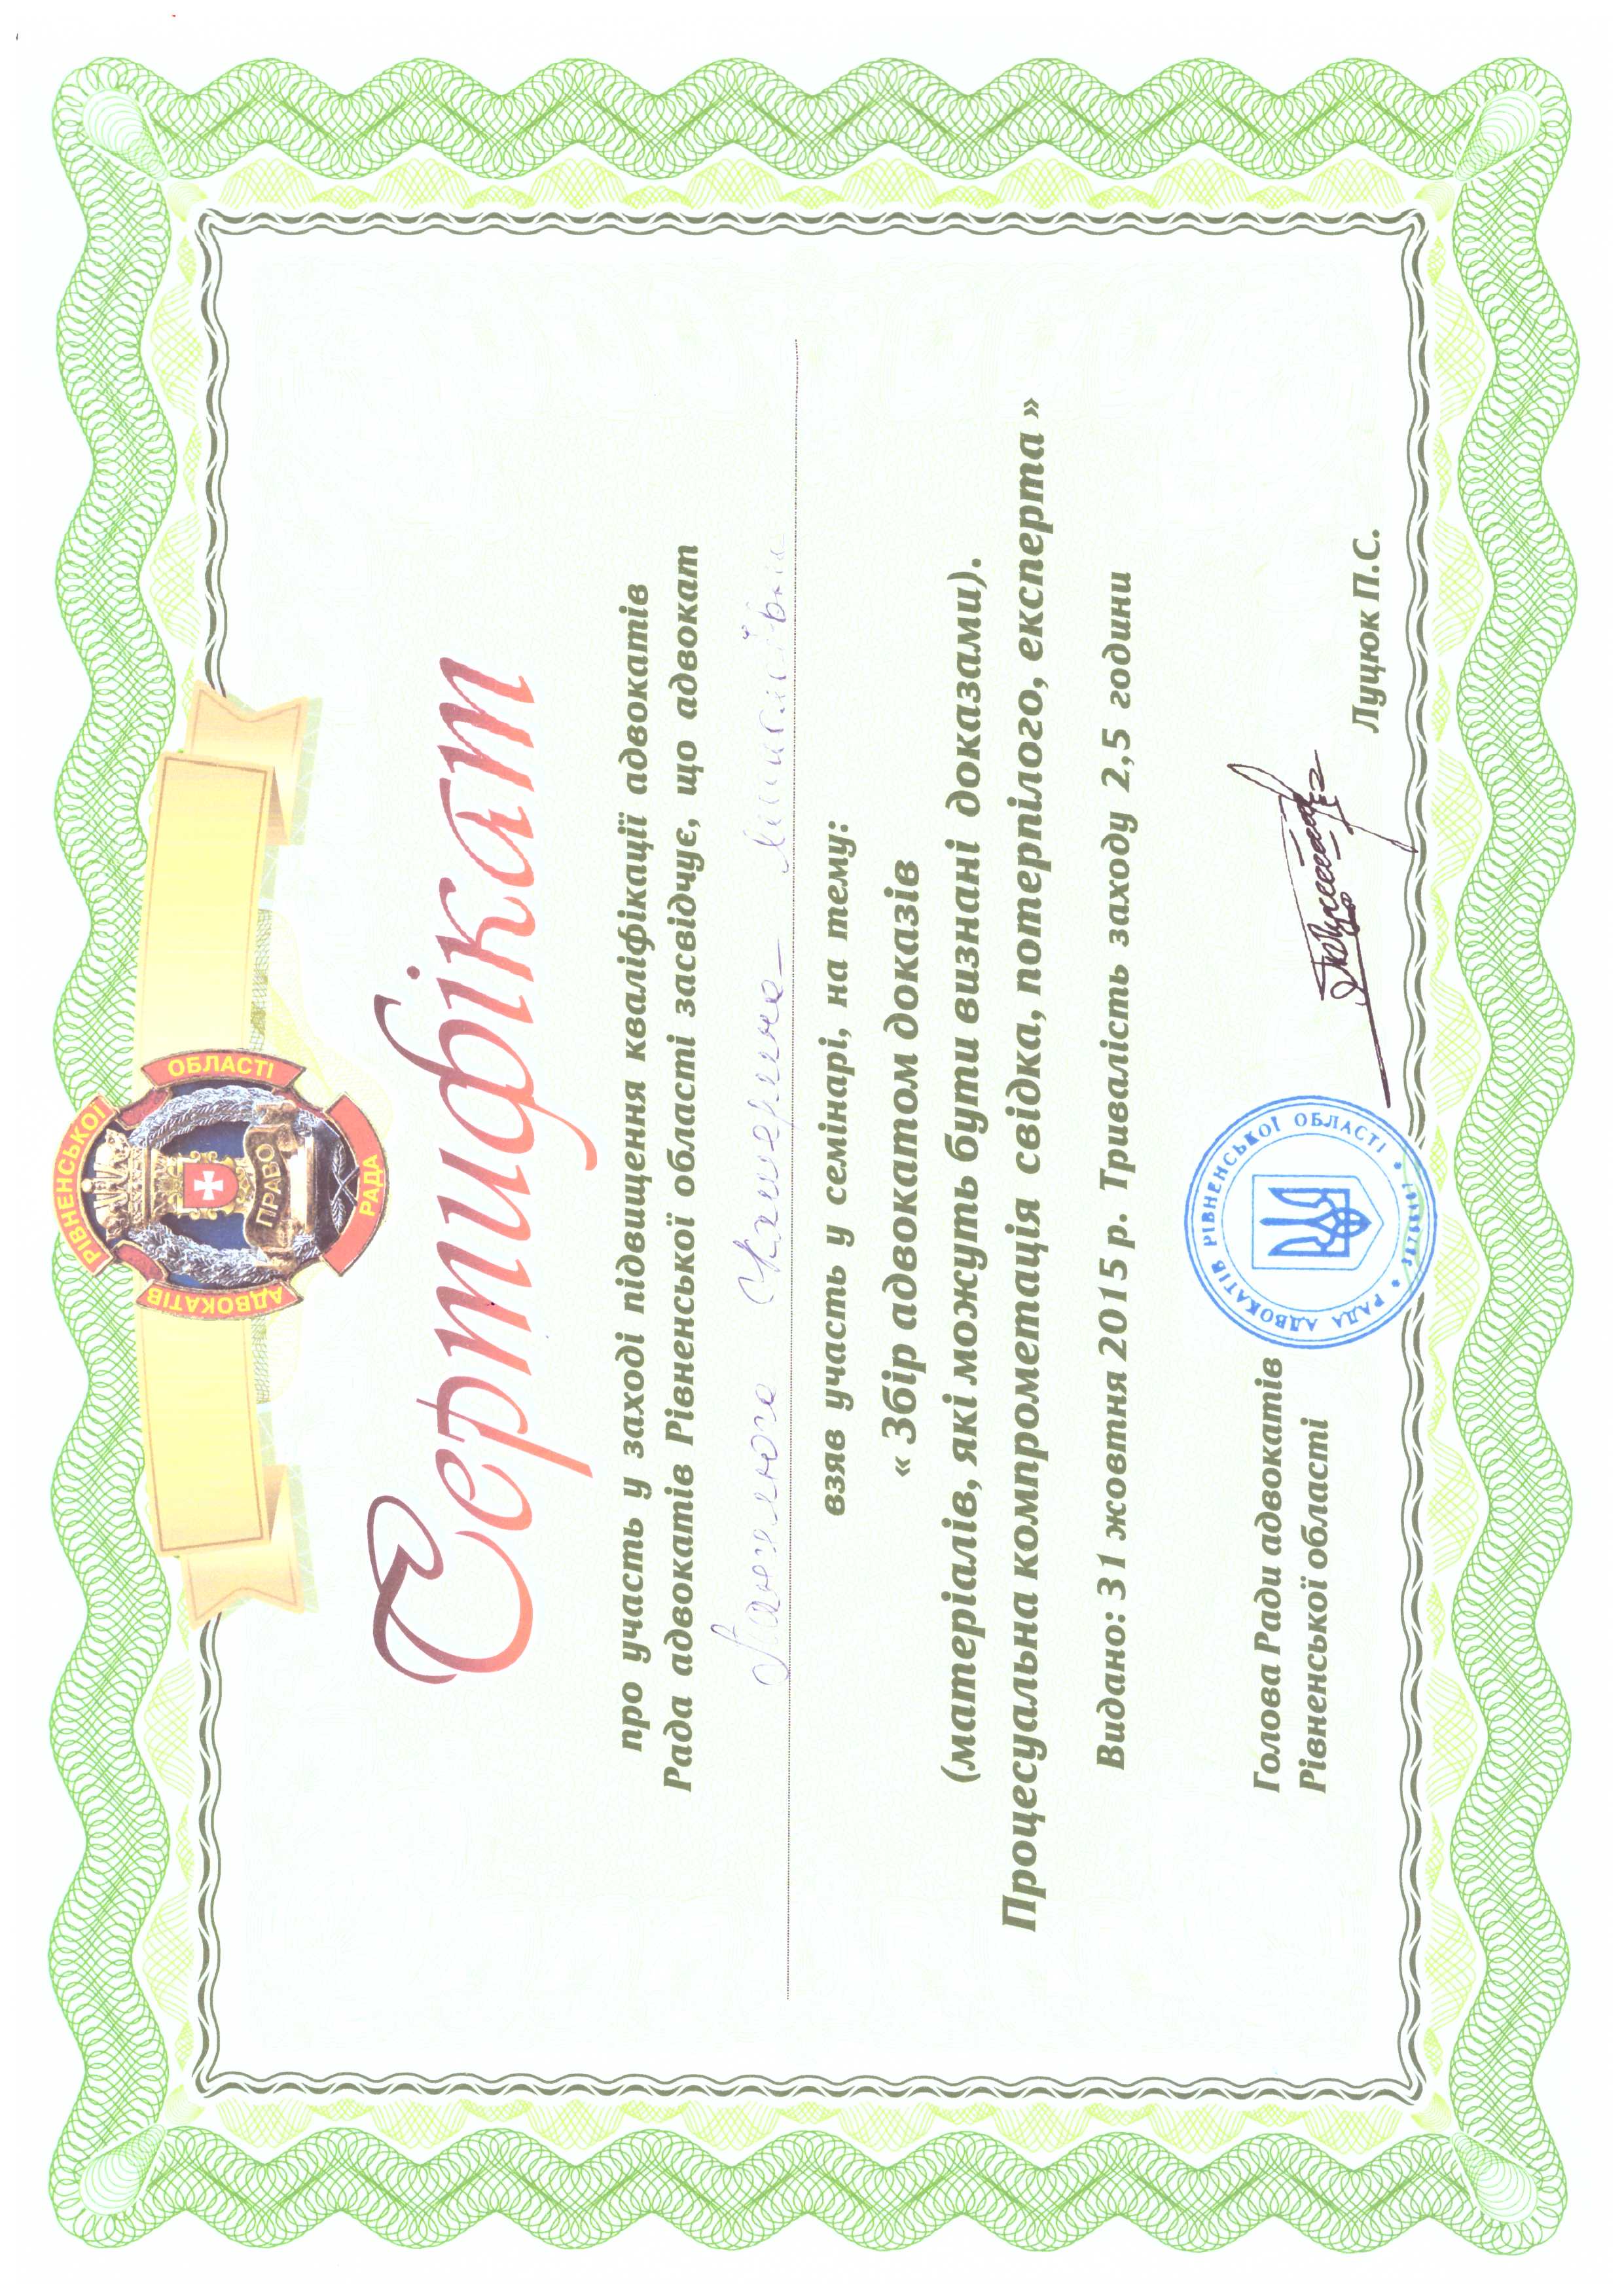 АДВОКАТІВ РІВНЕНСЬКОЇ ОБЛАСТІ
ПРАВО
РАДА
Сертифікат
про участь у заході підвищення кваліфікації адвокатів
Рада адвокатів Рівненської області засвідчує, що адвокат
Катерина Миколаївна
взяв участь у семінарі, на тему:
« Збір адвокатом доказів
(матеріалів, які можуть бути визнані доказами).
Процесуальна компрометація свідка, потерпілого, експерта »
Видано: 31 жовтня 2015 р. Тривалість заходу 2,5 години
Голова Ради адвокатів
Рівненської області
РАДА АДВОКАТІВ РІВНЕНСЬКОЇ ОБЛАСТІ
Луцюк П.С.